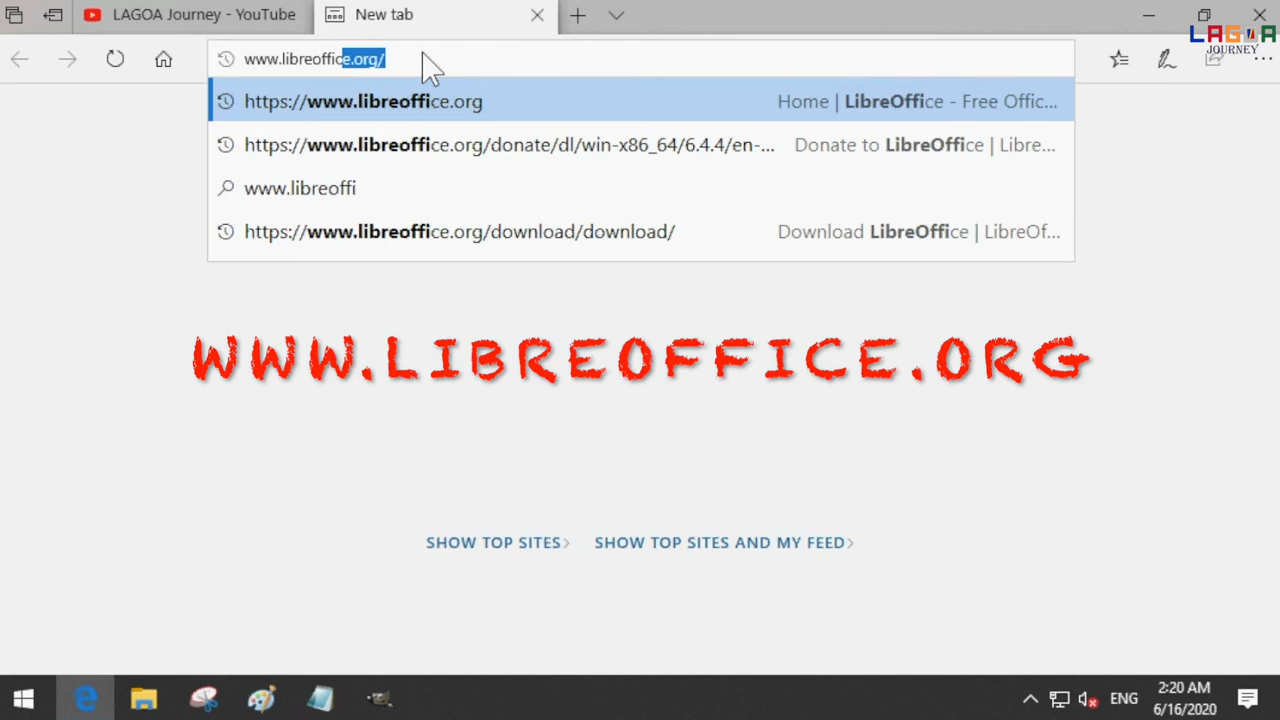 LAGOA Journey - YouTube
New tab
LAGOA
JOURNEY
www.libreoffice.org/
https://www.libreoffice.org
Home | LibreOffice - Free Offic...
https://www.libreoffice.org/donate/dl/win-x86_64/6.4.4/en-...
Donate to LibreOffice | Libre...
www.libreoffi
https://www.libreoffice.org/download/download/
Download LibreOffice | LibreOf...
WWW.LIBREOFFICE.ORG
SHOW TOP SITES
SHOW TOP SITES AND MY FEED
ENG
2:20 AM
6/16/2020